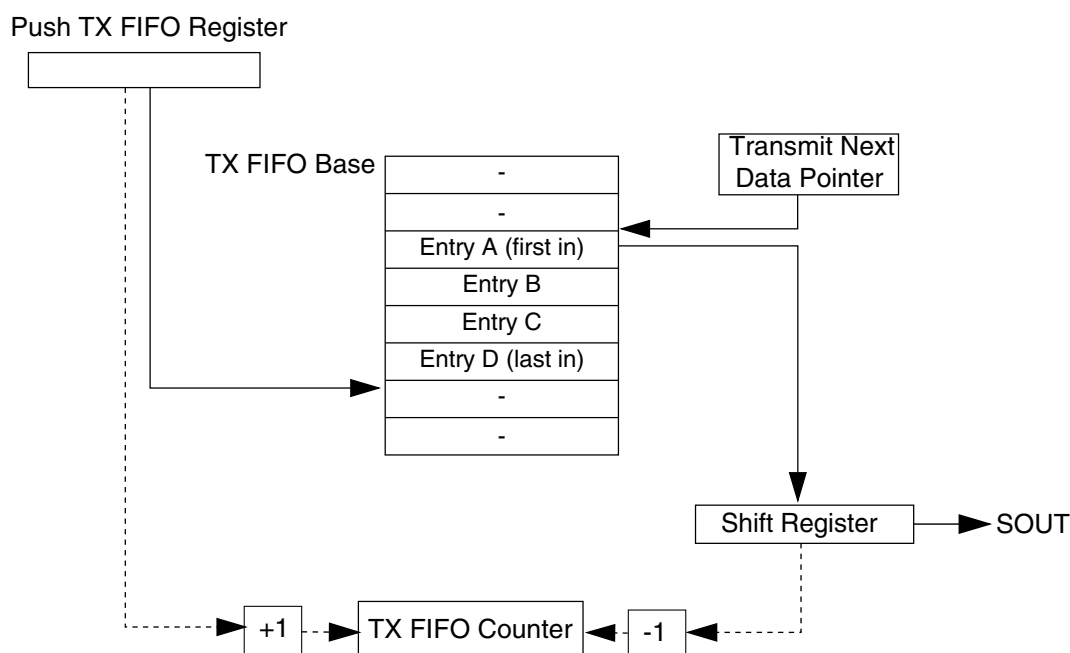 Push TX FIFO Register
TX FIFO Base
-
-
Entry A (first in)
Entry B
Entry C
Entry D (last in)
-
-
Transmit Next
Data Pointer
Shift Register
SOUT
+1
TX FIFO Counter
-1